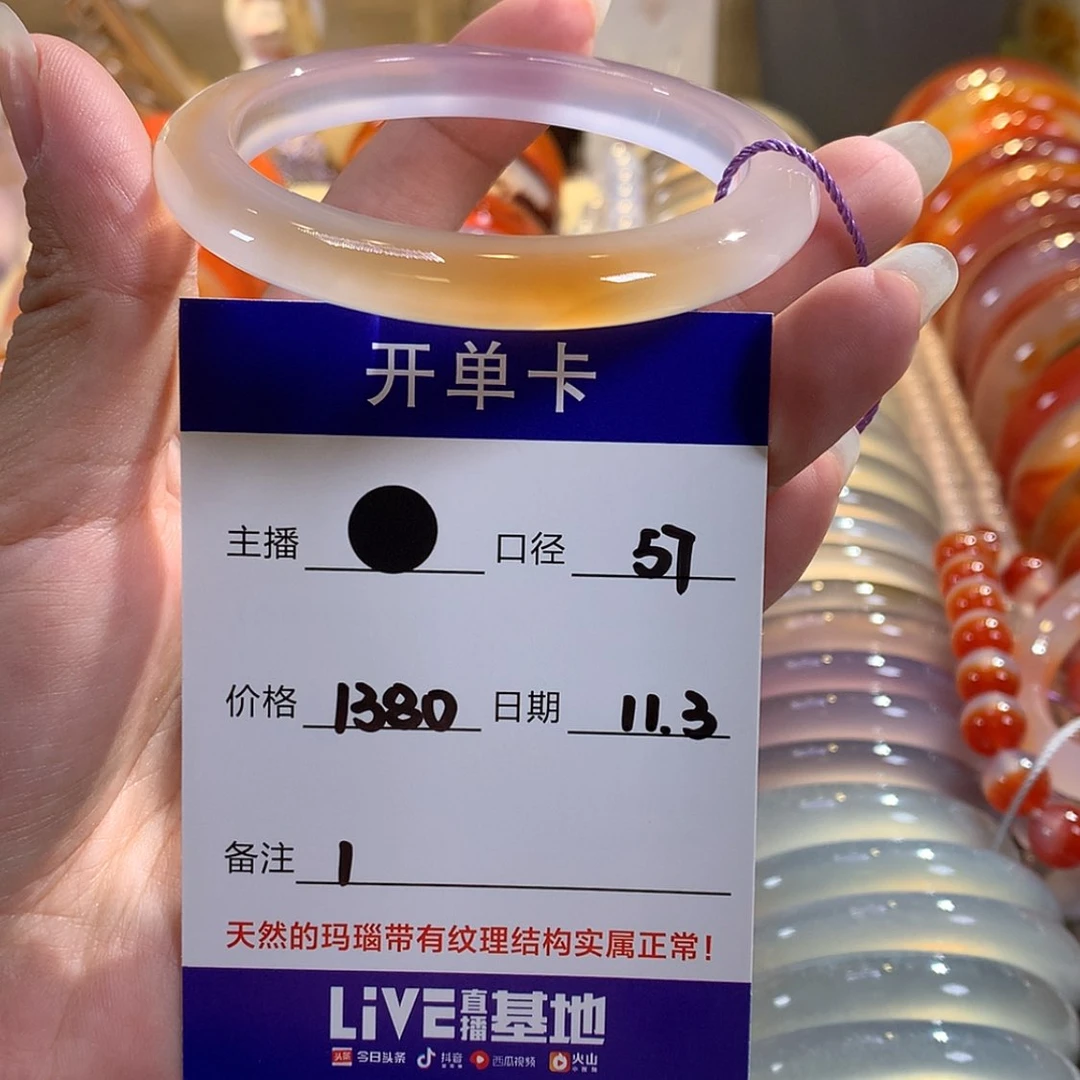 开单卡
主播 口径 57
价格 1380 日期 11.3
备注 1
天然的玛瑙带有纹理结构实属正常!
LiVE直播基地
头条 今日头条 抖音 西瓜视频 火山